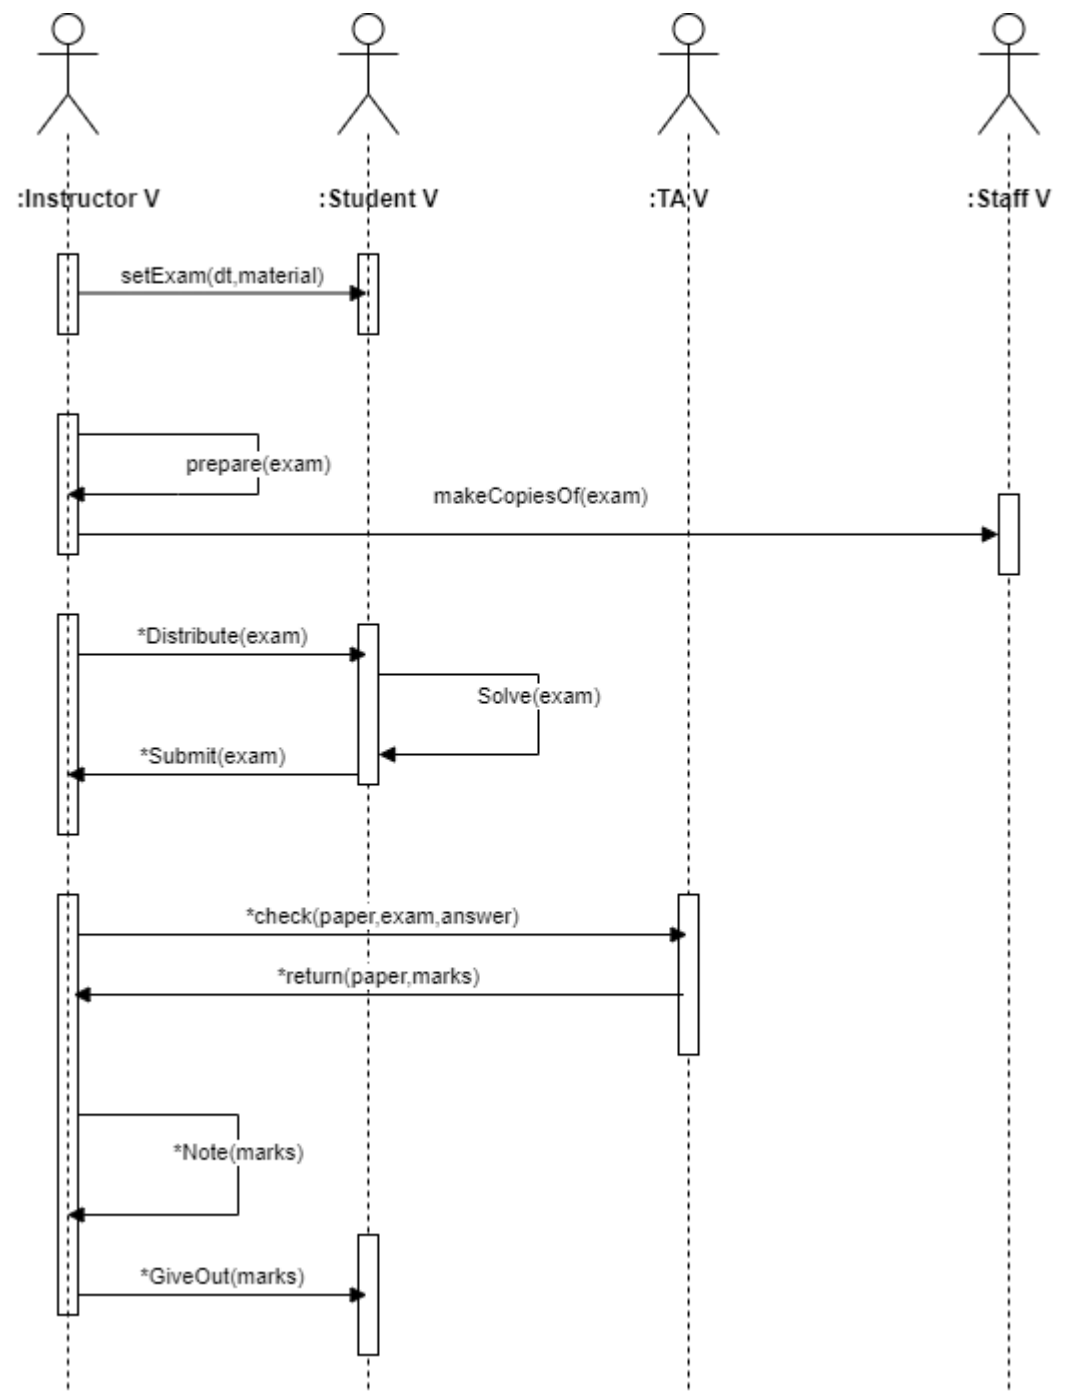 :Instructor V
:Student V
:TA V
:Staff V
setExam(dt,material)
prepare(exam)
makeCopiesOf(exam)
*Distribute(exam)
Solve(exam)
*Submit(exam)
*check(paper,exam,answer)
*return(paper,marks)
*Note(marks)
*GiveOut(marks)